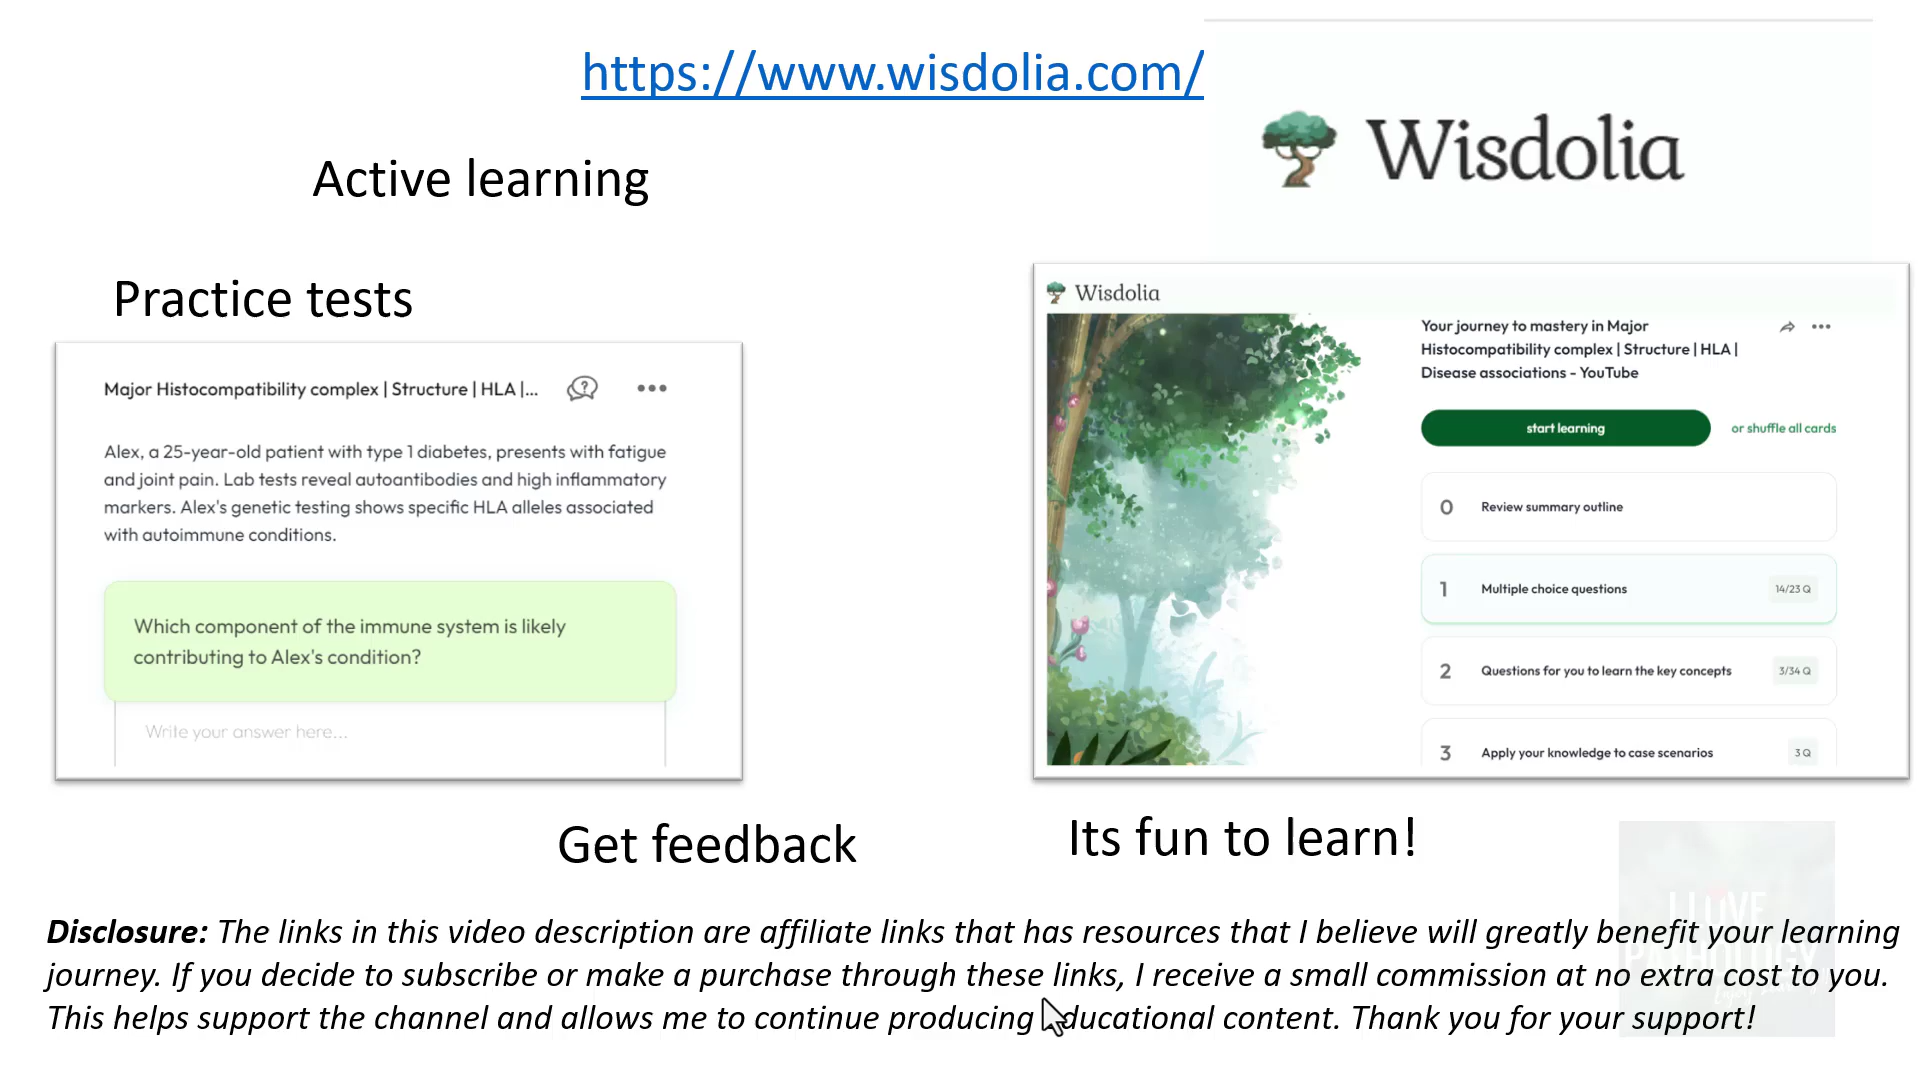 https://www.wisdolia.com/
Wisdolia
Active learning
Practice tests
Major Histocompatibility complex | Structure | HLA |...
Alex, a 25-year-old patient with type 1 diabetes, presents with fatigue
and joint pain. Lab tests reveal autoantibodies and high inflammatory
markers. Alex's genetic testing shows specific HLA alleles associated
with autoimmune conditions.
Which component of the immune system is likely
contributing to Alex's condition?
Write your answer here...
Wisdolia
Your journey to mastery in Major
Histocompatibility complex | Structure | HLA |
Disease associations - YouTube
start learning
or shuffle all cards
0 Review summary outline
1 Multiple choice questions 14/23 Q
2 Questions for you to learn the key concepts 3/34 Q
3 Apply your knowledge to case scenarios 3 Q
Get feedback
Its fun to learn!
Disclosure: The links in this video description are affiliate links that has resources that I believe will greatly benefit your learning
journey. If you decide to subscribe or make a purchase through these links, I receive a small commission at no extra cost to you.
This helps support the channel and allows me to continue producing educational content. Thank you for your support!
I LOVE
PATHOLOGY